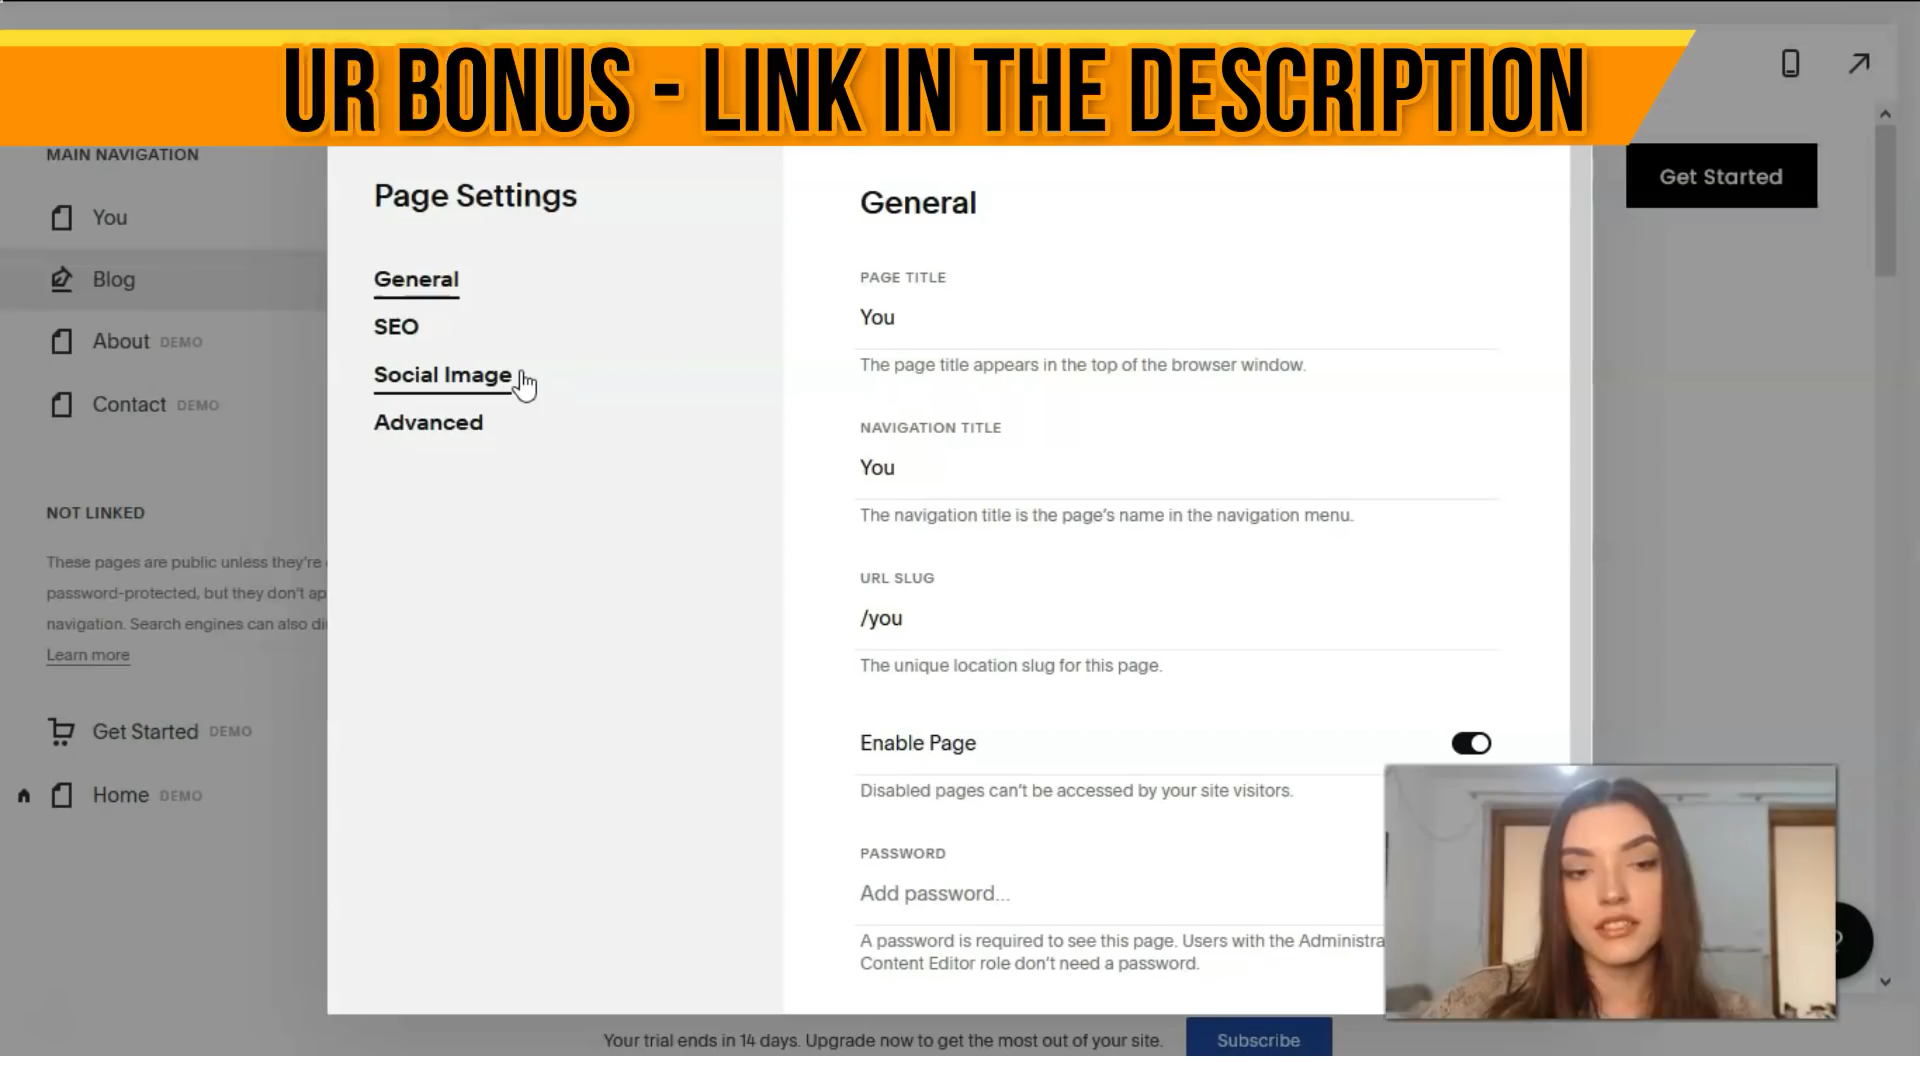 UR BONUS - LINK IN THE DESCRIPTION
MAIN NAVIGATION
You
Blog
About DEMO
Contact DEMO
NOT LINKED
These pages are public unless they're
password-protected, but they don't ap
navigation. Search engines can also di
Learn more
Get Started DEMO
Home DEMO
Page Settings
General
SEO
Social Image
Advanced
General
PAGE TITLE
You
The page title appears in the top of the browser window.
NAVIGATION TITLE
You
The navigation title is the page's name in the navigation menu.
URL SLUG
/you
The unique location slug for this page.
Enable Page
Disabled pages can't be accessed by your site visitors.
PASSWORD
Add password...
A password is required to see this page. Users with the Administra
Content Editor role don't need a password.
Get Started
?
Your trial ends in 14 days. Upgrade now to get the most out of your site.
Subscribe